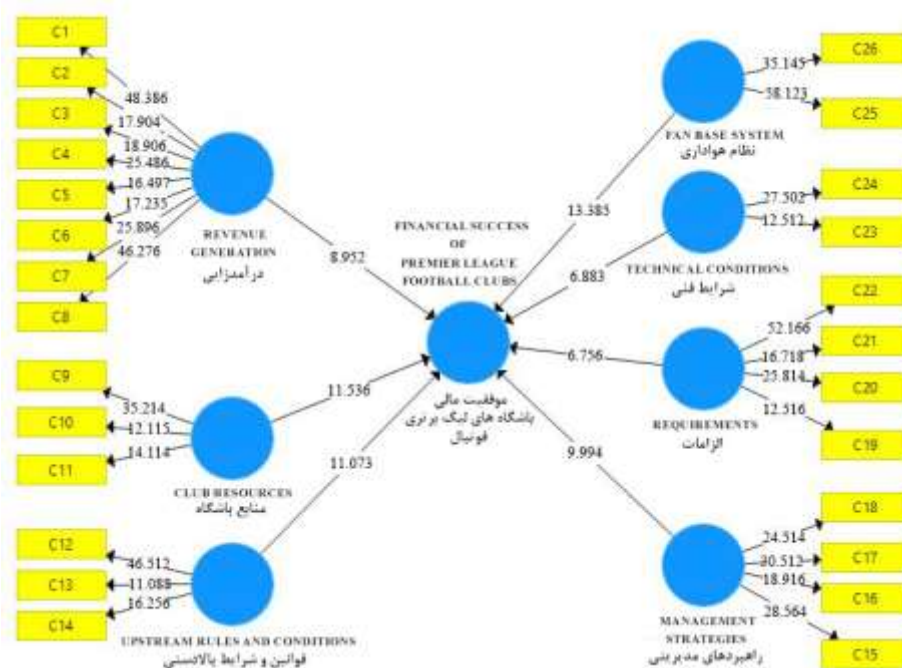 C1
C2
C3
C4
C5
C6
C7
C8
48.386
17.904
18.906
25.486
16.497
17.235
25.896
46.276
REVENUE
GENERATION
درآمدزایی
8.952
C9
C10
C11
35.214
12.115
14.114
CLUB RESOURCES
منابع باشگاه
11.536
C12
C13
C14
46.512
11.088
16.256
UPSTREAM RULES AND CONDITIONS
قوانین و شرایط بالادستی
11.073
FINANCIAL SUCCESS
OF
PREMIER LEAGUE
FOOTBALL CLUBS
موفقیت مالی
باشگاه های لیگ برتری
فوتبال
C26
C25
35.145
58.123
FAN BASE SYSTEM
نظام هواداری
13.385
C24
C23
27.502
12.512
TECHNICAL CONDITIONS
شرایط فنی
6.883
C22
C21
C20
C19
52.166
16.718
25.814
12.516
REQUIREMENTS
الزامات
6.756
C18
C17
C16
C15
24.514
30.512
18.916
28.564
MANAGEMENT
STRATEGIES
راهبردهای مدیریتی
9.994